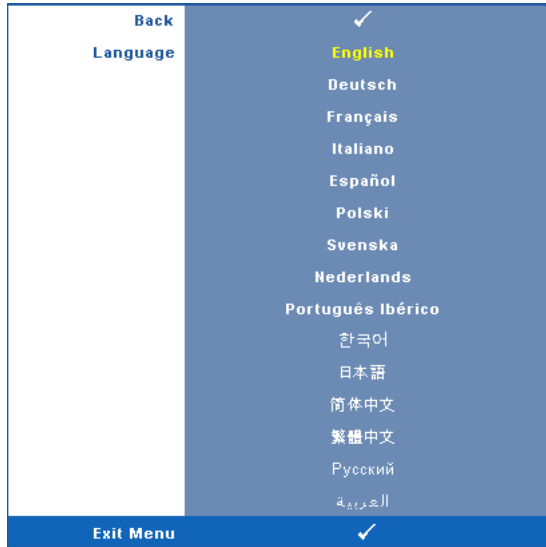 Back ✓
Language English
Deutsch
Français
Italiano
Español
Polski
Svenska
Nederlands
Português Ibérico
한국어
日本語
简体中文
繁體中文
Русский
العربية
Exit Menu ✓